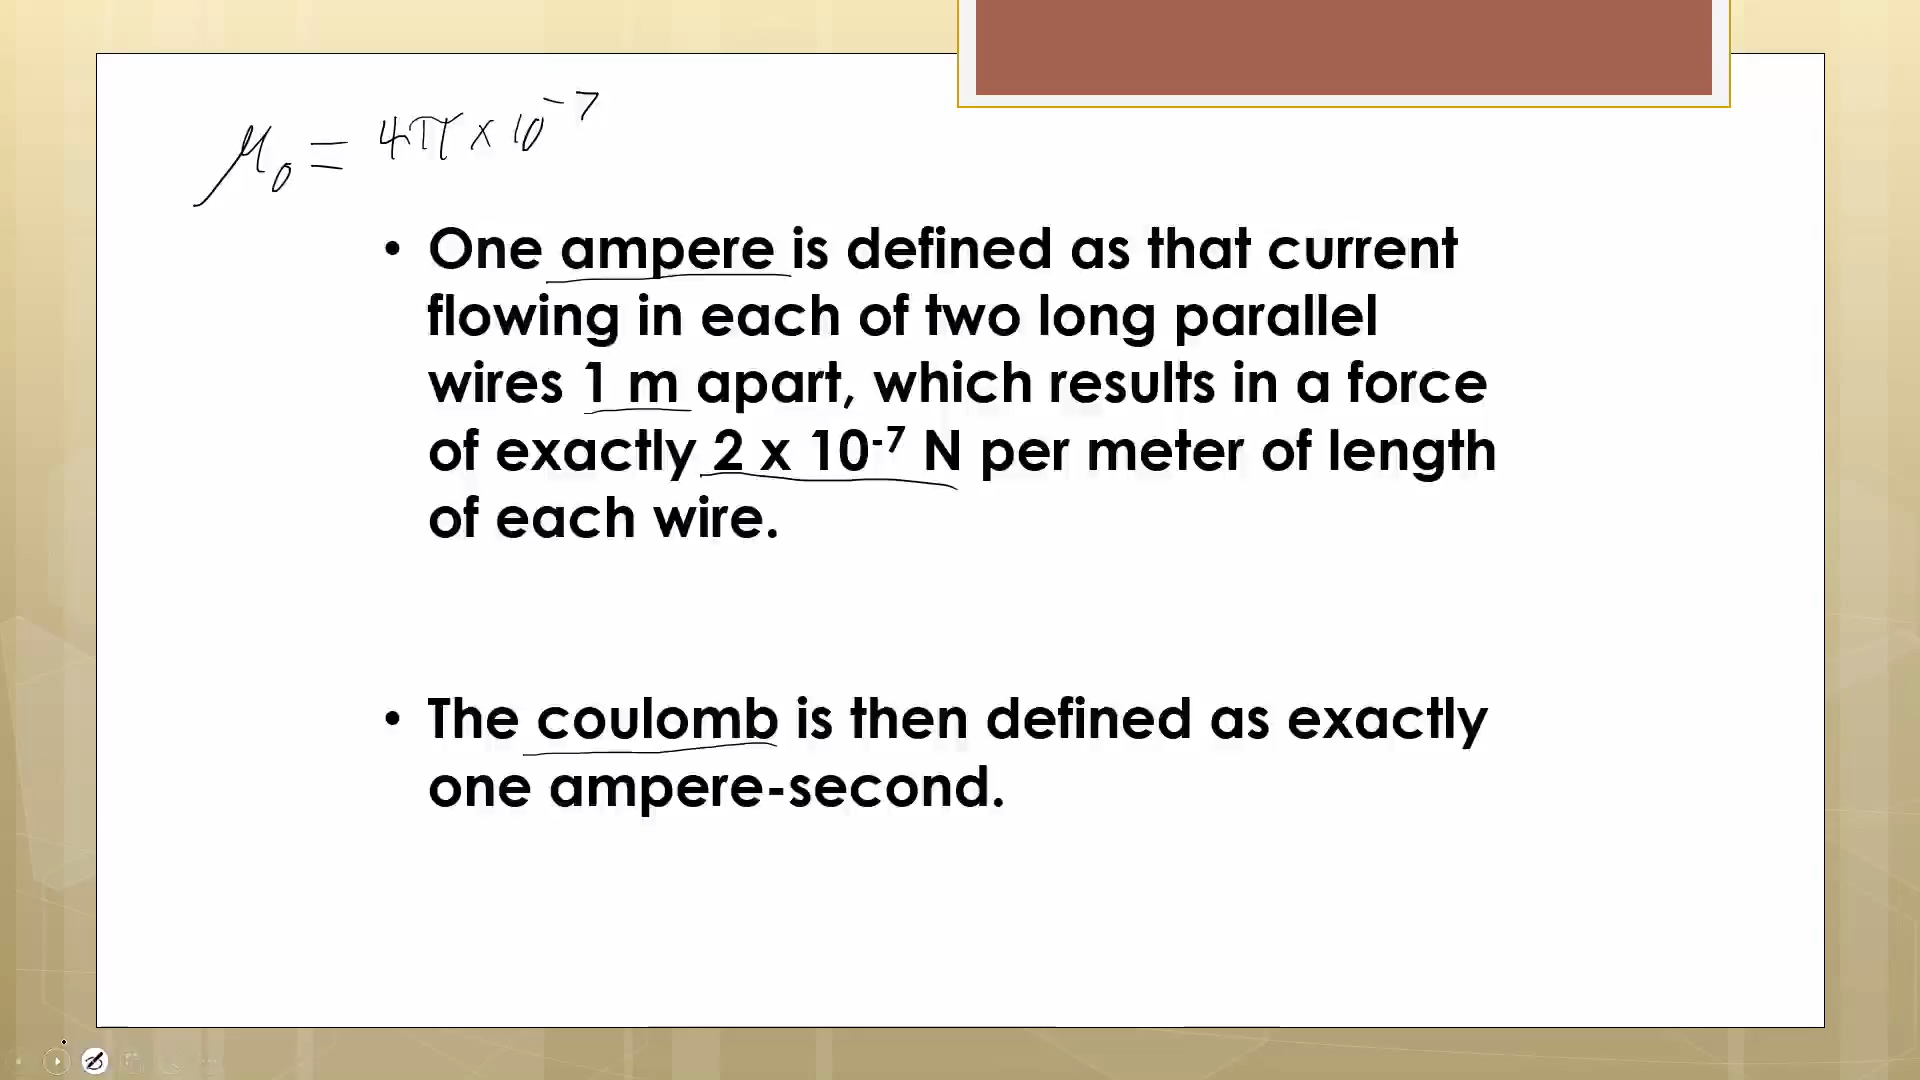 μ₀ = 4π × 10⁻⁷
• One ampere is defined as that current
flowing in each of two long parallel
wires 1 m apart, which results in a force
of exactly 2 x 10⁻⁷ N per meter of length
of each wire.
• The coulomb is then defined as exactly
one ampere-second.